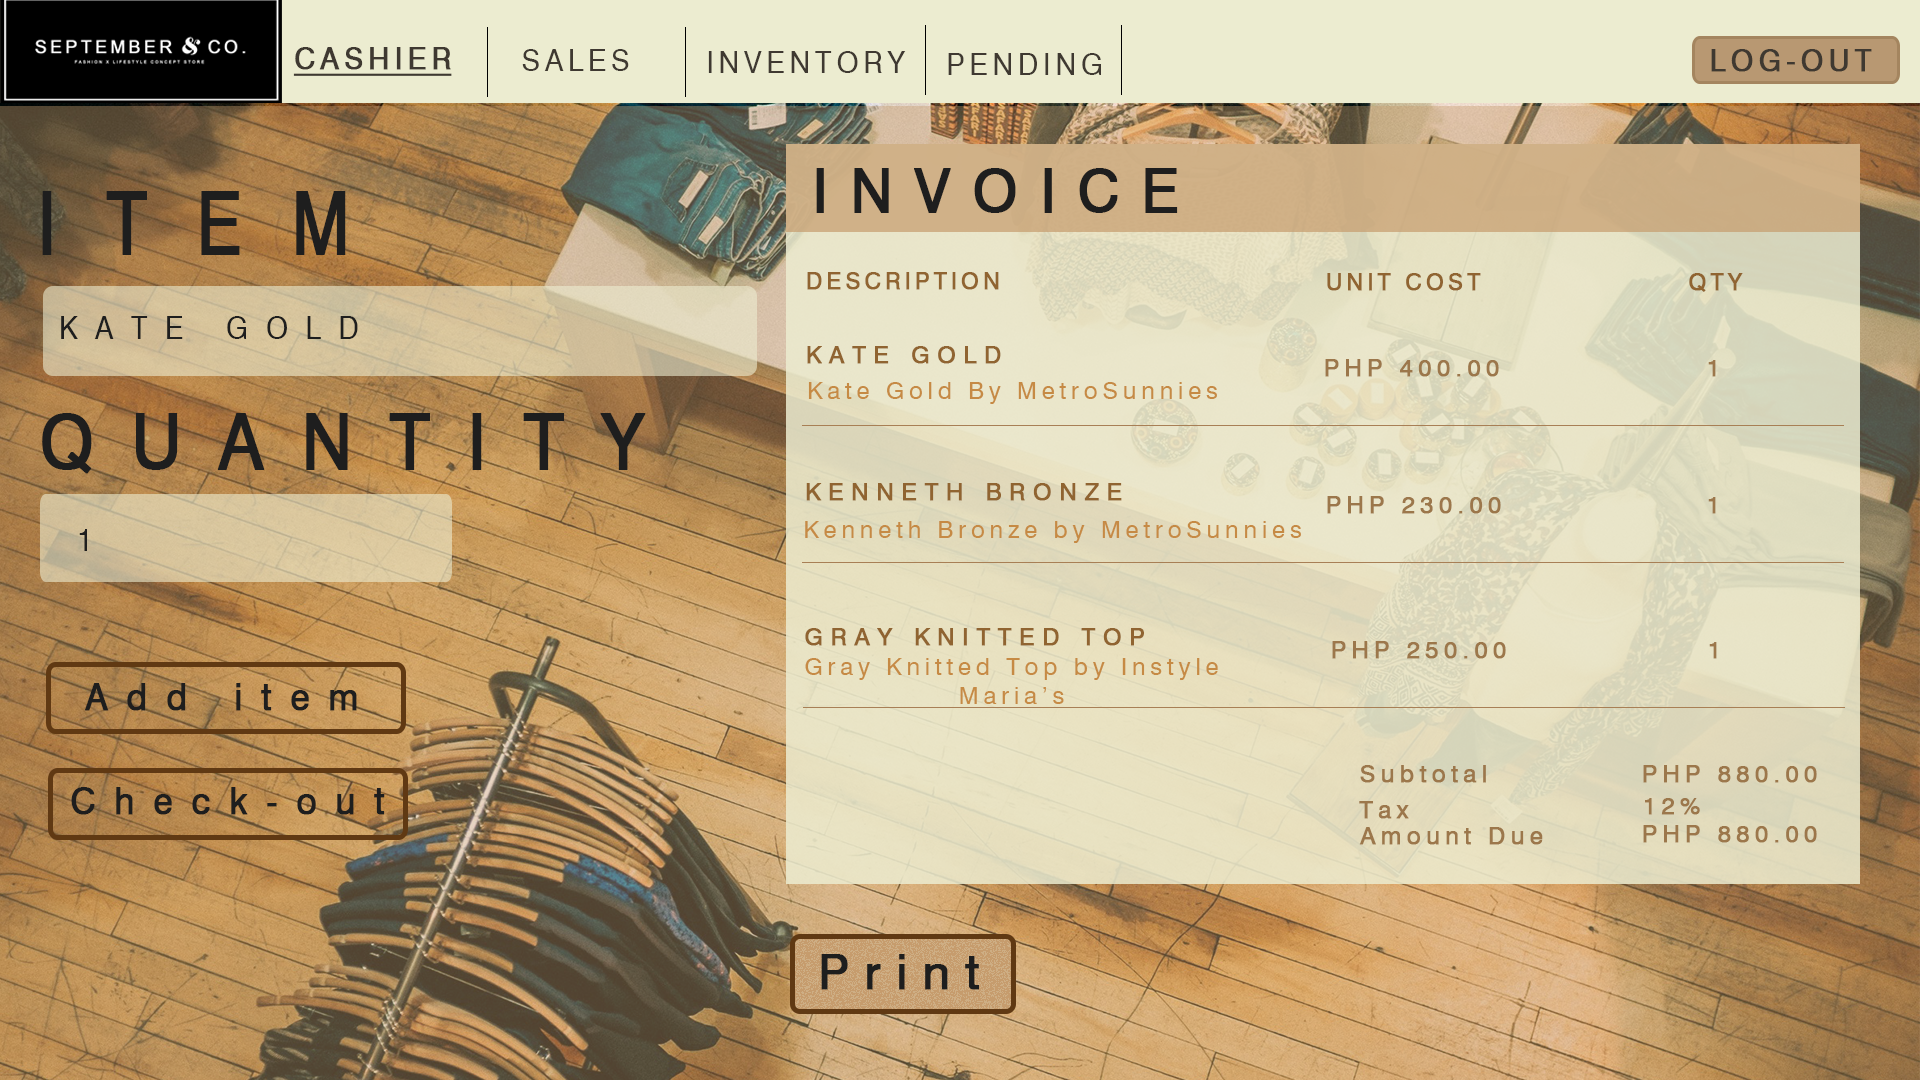 SEPTEMBER & CO.
FASHION X LIFESTYLE CONCEPT STORE
CASHIER
SALES
INVENTORY
PENDING
LOG-OUT
ITEM
KATE GOLD
QUANTITY
1
Add item
Check-out
INVOICE
DESCRIPTION UNIT COST QTY
KATE GOLD
Kate Gold By MetroSunnies
PHP 400.00 1
KENNETH BRONZE
Kenneth Bronze by MetroSunnies
PHP 230.00 1
GRAY KNITTED TOP
Gray Knitted Top by Instyle
Maria’s
PHP 250.00 1
Subtotal PHP 880.00
Tax 12%
Amount Due PHP 880.00
Print